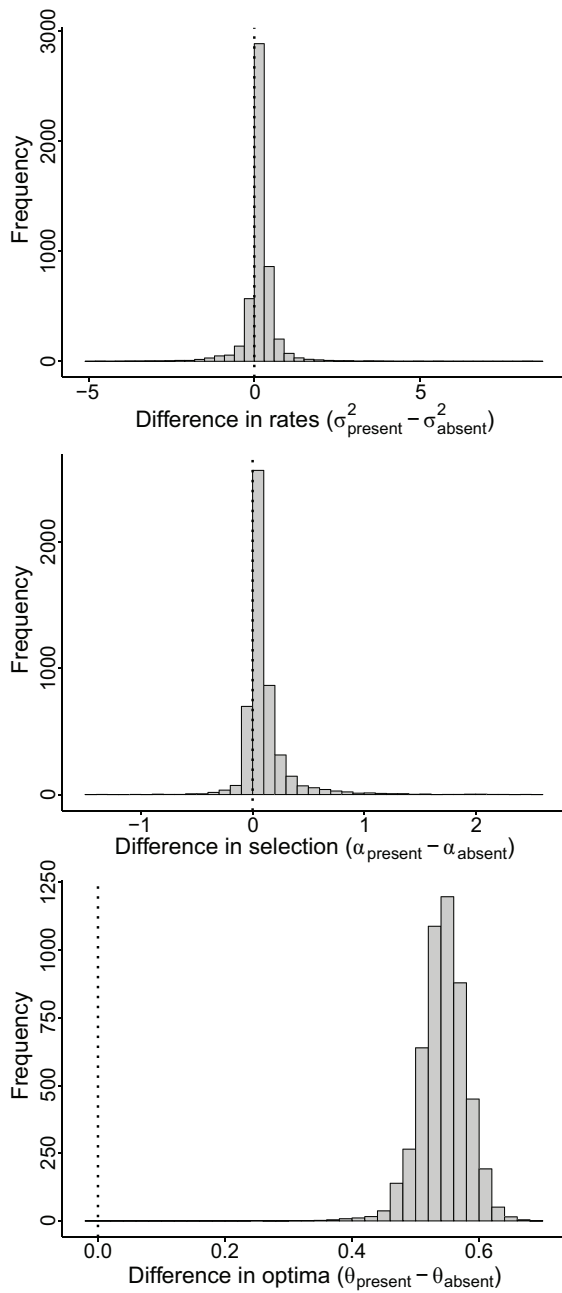 3000
2000
1000
0
Frequency
−5 0 5
Difference in rates (σ²present − σ²absent)
2000
1000
0
Frequency
−1 0 1 2
Difference in selection (αpresent − αabsent)
1250
1000
750
500
250
0
Frequency
0.0 0.2 0.4 0.6
Difference in optima (θpresent − θabsent)